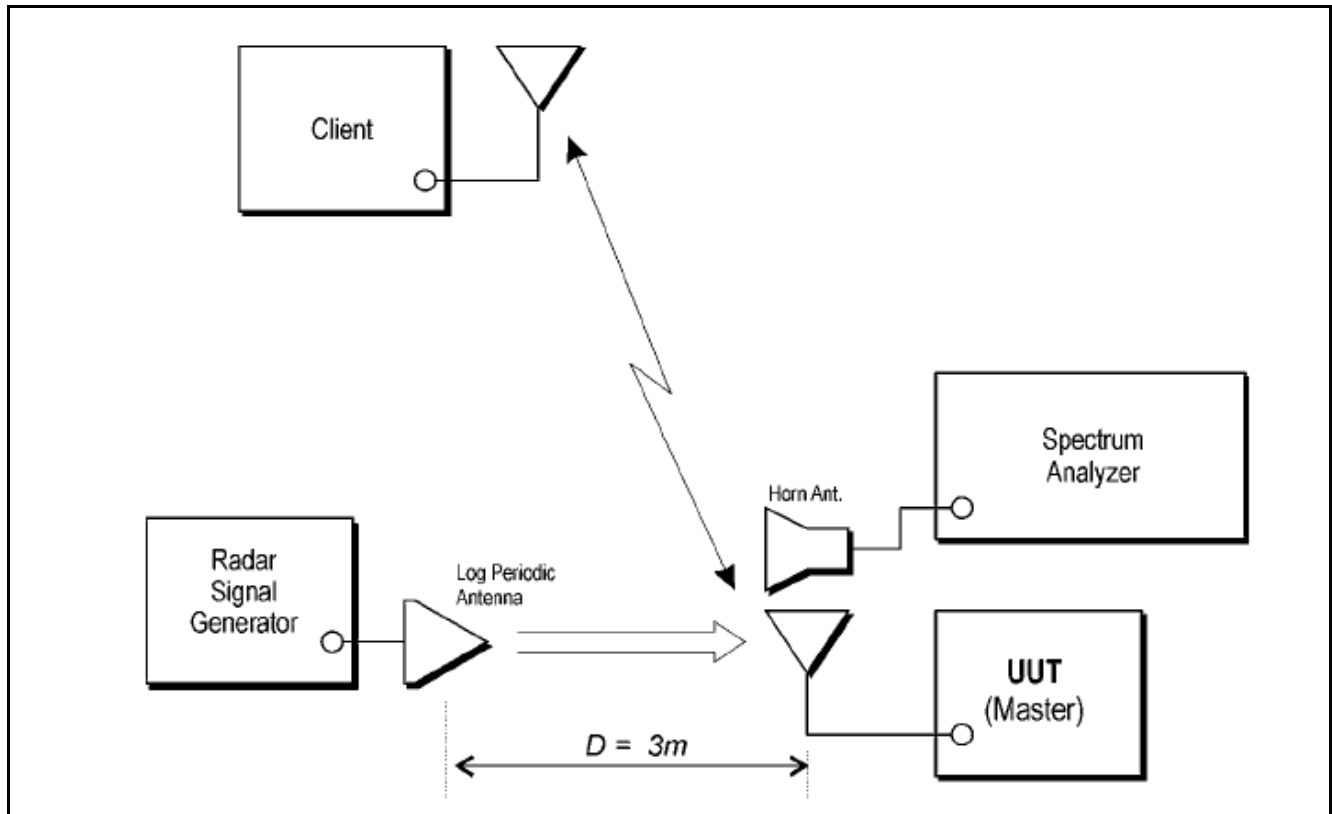 Client
Spectrum
Analyzer
Horn Ant.
Radar
Signal
Generator
Log Periodic
Antenna
UUT
(Master)
D = 3m